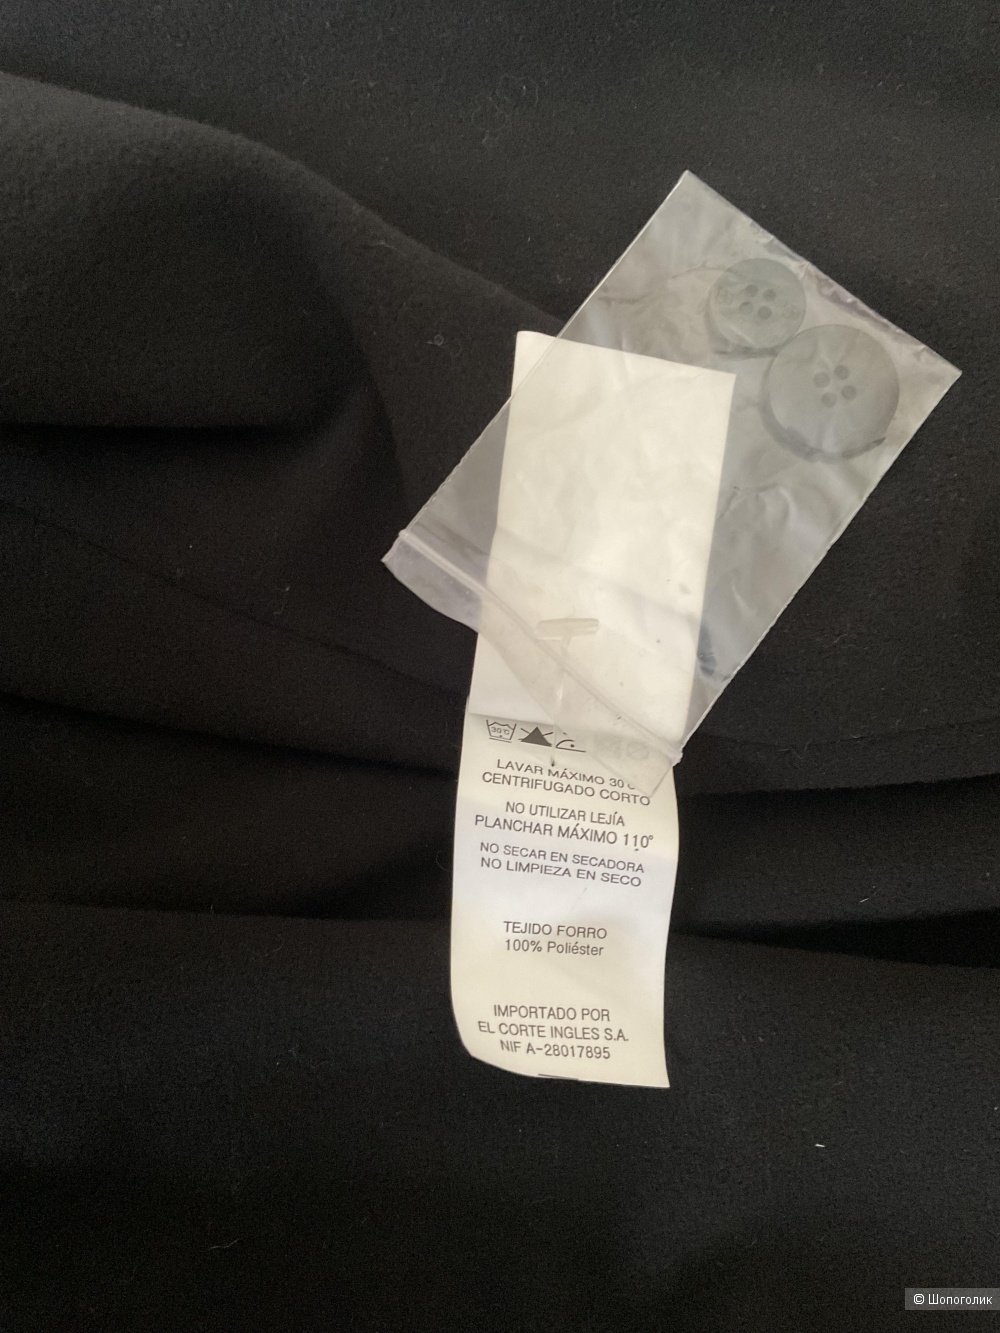 30°C
LAVAR MÁXIMO 30°C
CENTRIFUGADO CORTO
NO UTILIZAR LEJÍA
PLANCHAR MÁXIMO 110°
NO SECAR EN SECADORA
NO LIMPIEZA EN SECO
TEJIDO FORRO
100% Poliéster
IMPORTADO POR
EL CORTE INGLES S.A.
NIF A-28017895
© Шопоголик